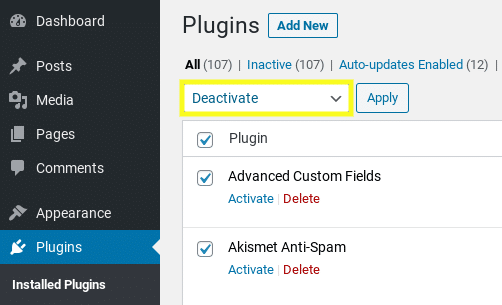 Dashboard
Posts
Media
Pages
Comments
Appearance
Plugins
Installed Plugins
Plugins Add New
All (107) | Inactive (107) | Auto-updates Enabled (12) |
Deactivate Apply
Plugin
Advanced Custom Fields
Activate | Delete
Akismet Anti-Spam
Activate | Delete